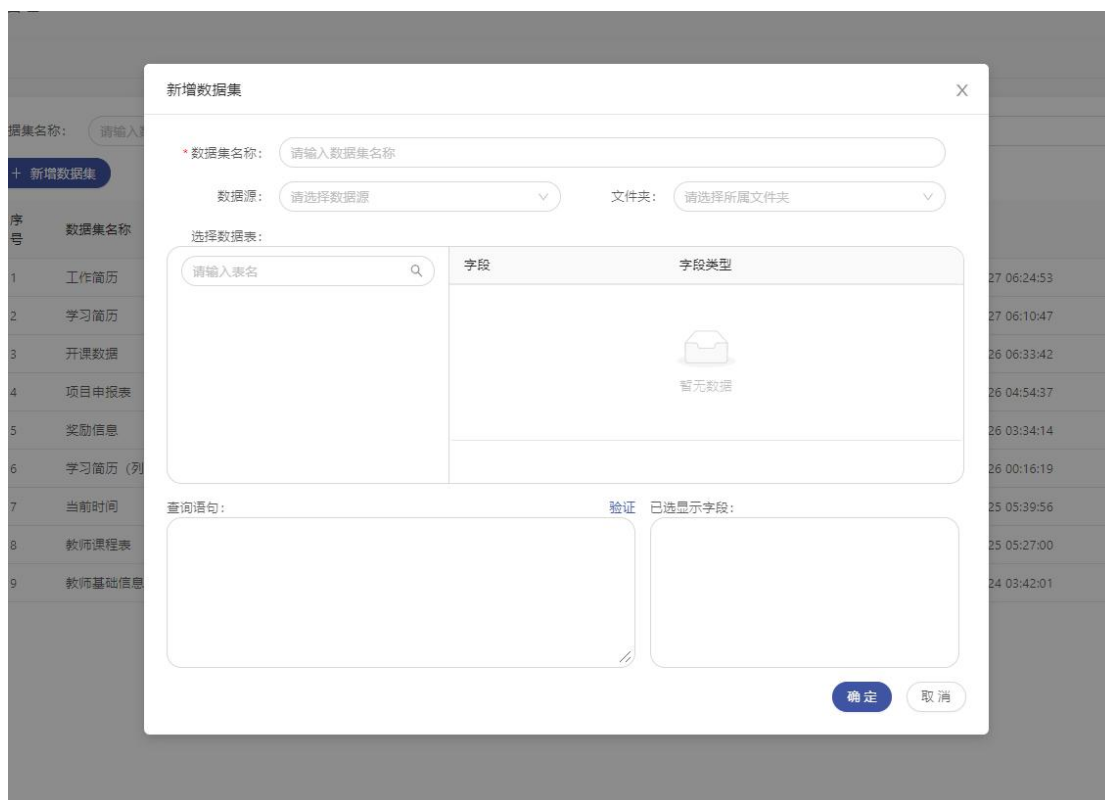 新增数据集
据集名称: 请输入
*数据集名称: 请输入数据集名称
+ 新增数据集
数据源: 请选择数据源 文件夹: 请选择所属文件夹
序号 数据集名称
选择数据表:
请输入表名 字段 字段类型
1 工作简历 27 06:24:53
2 学习简历 27 06:10:47
3 开课数据 26 06:33:42
暂无数据
4 项目申报表 26 04:54:37
5 奖励信息 26 03:34:14
6 学习简历（列 26 00:16:19
7 当前时间 查询语句: 验证 已选显示字段: 25 05:39:56
8 教师课程表 25 05:27:00
9 教师基础信息 24 03:42:01
确定 取消